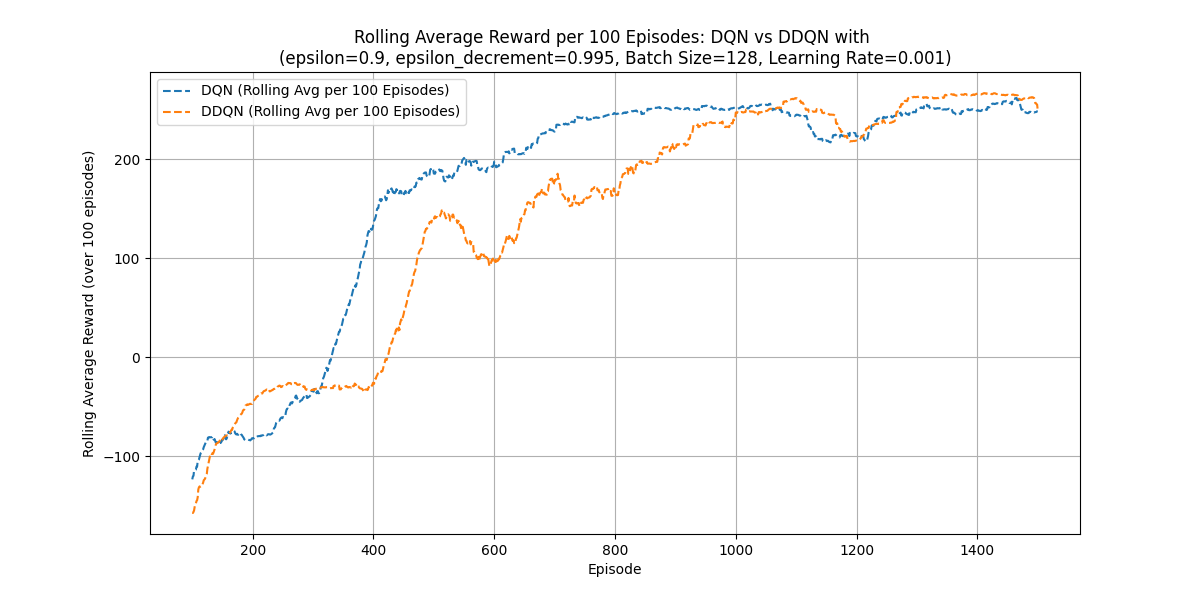 Rolling Average Reward per 100 Episodes: DQN vs DDQN with
(epsilon=0.9, epsilon_decrement=0.995, Batch Size=128, Learning Rate=0.001)
DQN (Rolling Avg per 100 Episodes)
DDQN (Rolling Avg per 100 Episodes)
Rolling Average Reward (over 100 episodes)
200
100
0
−100
200
400
600
800
1000
1200
1400
Episode